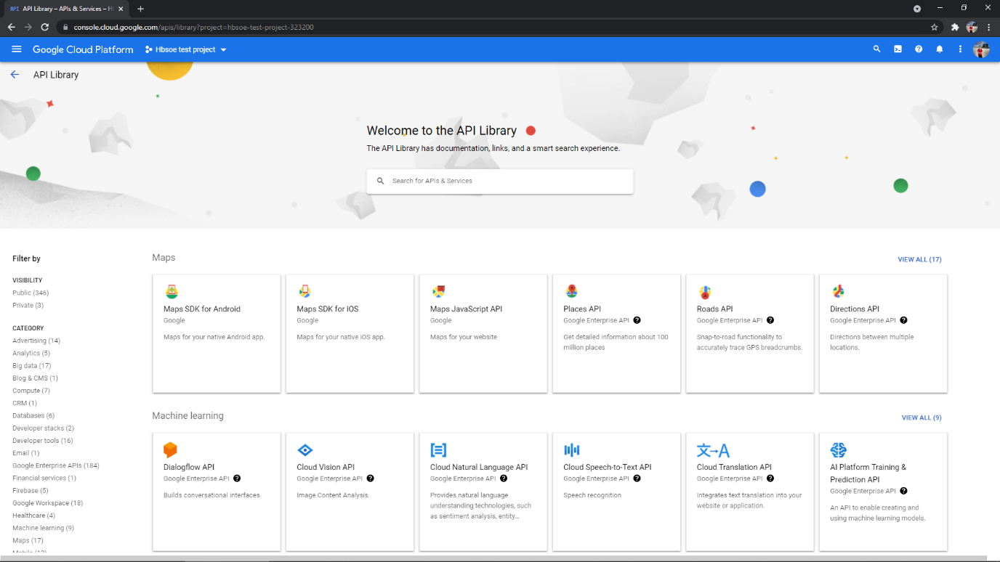 API Library – APIs & Services – H
console.cloud.google.com/apis/library?project=hbsoe-test-project-323200
Google Cloud Platform
Hbsoe test project
API Library
Welcome to the API Library
The API Library has documentation, links, and a smart search experience.
Search for APIs & Services
Filter by
VISIBILITY
Public (346)
Private (3)
CATEGORY
Advertising (14)
Analytics (5)
Big data (17)
Blog & CMS (1)
Compute (7)
CRM (1)
Databases (6)
Developer stacks (2)
Developer tools (16)
Email (1)
Google Enterprise APIs (184)
Financial services (1)
Firebase (5)
Google Workspace (18)
Healthcare (4)
Machine learning (9)
Maps (17)
Maps
VIEW ALL (17)
Maps SDK for Android
Google
Maps for your native Android app.
Maps SDK for iOS
Google
Maps for your native iOS app.
Maps JavaScript API
Google
Maps for your website
Places API
Google Enterprise API
Get detailed information about 100
million places
Roads API
Google Enterprise API
Snap-to-road functionality to
accurately trace GPS breadcrumbs.
Directions API
Google Enterprise API
Directions between multiple
locations.
Machine learning
VIEW ALL (9)
Dialogflow API
Google Enterprise API
Builds conversational interfaces
Cloud Vision API
Google Enterprise API
Image Content Analysis
Cloud Natural Language API
Google Enterprise API
Provides natural language
understanding technologies, such
as sentiment analysis, entity...
Cloud Speech-to-Text API
Google Enterprise API
Speech recognition
Cloud Translation API
Google Enterprise API
Integrates text translation into your
website or application.
AI Platform Training &
Prediction API
Google Enterprise API
An API to enable creating and
using machine learning models.